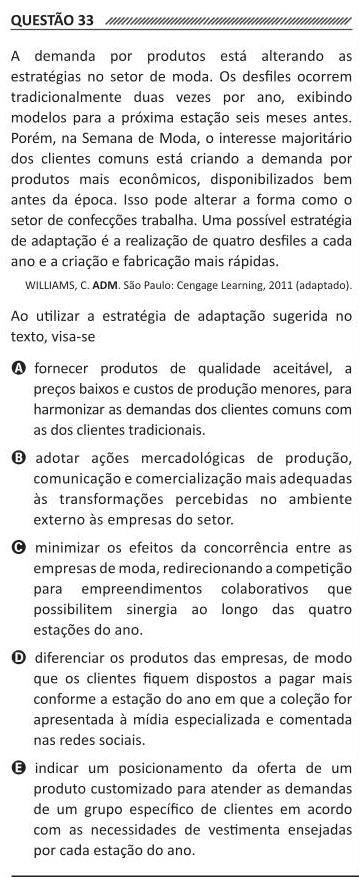 QUESTÃO 33
A demanda por produtos está alterando as
estratégias no setor de moda. Os desfiles ocorrem
tradicionalmente duas vezes por ano, exibindo
modelos para a próxima estação seis meses antes.
Porém, na Semana de Moda, o interesse majoritário
dos clientes comuns está criando a demanda por
produtos mais econômicos, disponibilizados bem
antes da época. Isso pode alterar a forma como o
setor de confecções trabalha. Uma possível estratégia
de adaptação é a realização de quatro desfiles a cada
ano e a criação e fabricação mais rápidas.
WILLIAMS, C. ADM. São Paulo: Cengage Learning, 2011 (adaptado).
Ao utilizar a estratégia de adaptação sugerida no
texto, visa-se
A fornecer produtos de qualidade aceitável, a
preços baixos e custos de produção menores, para
harmonizar as demandas dos clientes comuns com
as dos clientes tradicionais.
B adotar ações mercadológicas de produção,
comunicação e comercialização mais adequadas
às transformações percebidas no ambiente
externo às empresas do setor.
C minimizar os efeitos da concorrência entre as
empresas de moda, redirecionando a competição
para empreendimentos colaborativos que
possibilitem sinergia ao longo das quatro
estações do ano.
D diferenciar os produtos das empresas, de modo
que os clientes fiquem dispostos a pagar mais
conforme a estação do ano em que a coleção for
apresentada à mídia especializada e comentada
nas redes sociais.
E indicar um posicionamento da oferta de um
produto customizado para atender as demandas
de um grupo específico de clientes em acordo
com as necessidades de vestimenta ensejadas
por cada estação do ano.